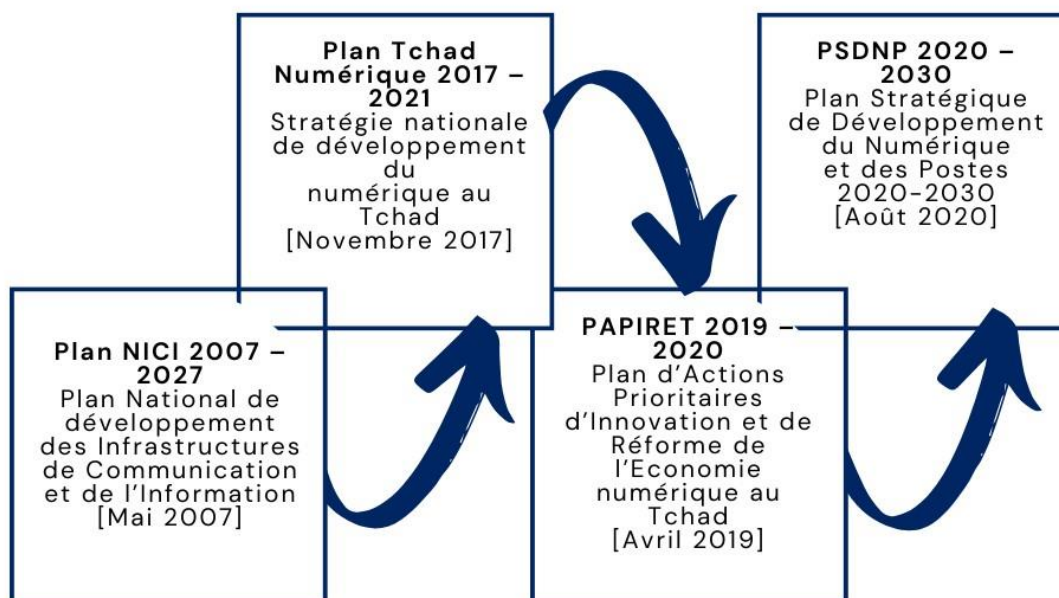 Plan NICI 2007 –
2027
Plan National de
développement
des Infrastructures
de Communication
et de l'Information
[Mai 2007]
Plan Tchad
Numérique 2017 –
2021
Stratégie nationale
de développement
du
numérique au
Tchad
[Novembre 2017]
PAPIRET 2019 –
2020
Plan d'Actions
Prioritaires
d'Innovation et de
Réforme de
l'Economie
numérique au
Tchad
[Avril 2019]
PSDNP 2020 –
2030
Plan Stratégique
de Développement
du Numérique
et des Postes
2020-2030
[Août 2020]